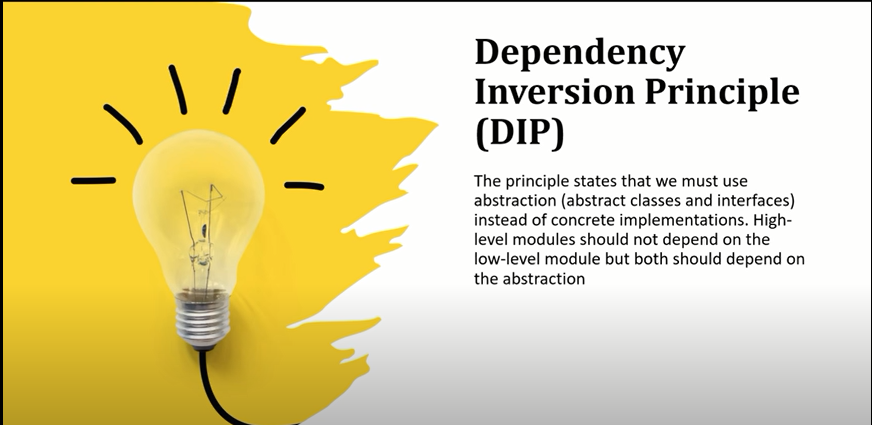 Dependency
Inversion Principle
(DIP)
The principle states that we must use
abstraction (abstract classes and interfaces)
instead of concrete implementations. High-
level modules should not depend on the
low-level module but both should depend on
the abstraction